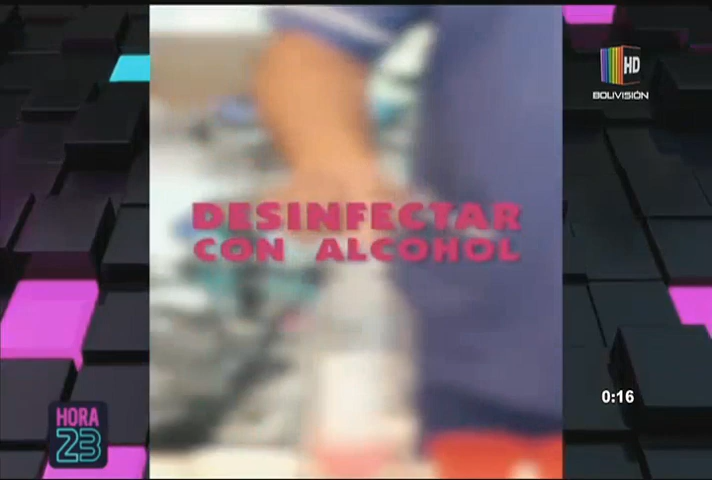 HD
BOLIVISIÓN
DESINFECTAR
CON ALCOHOL
0:16
HORA
23